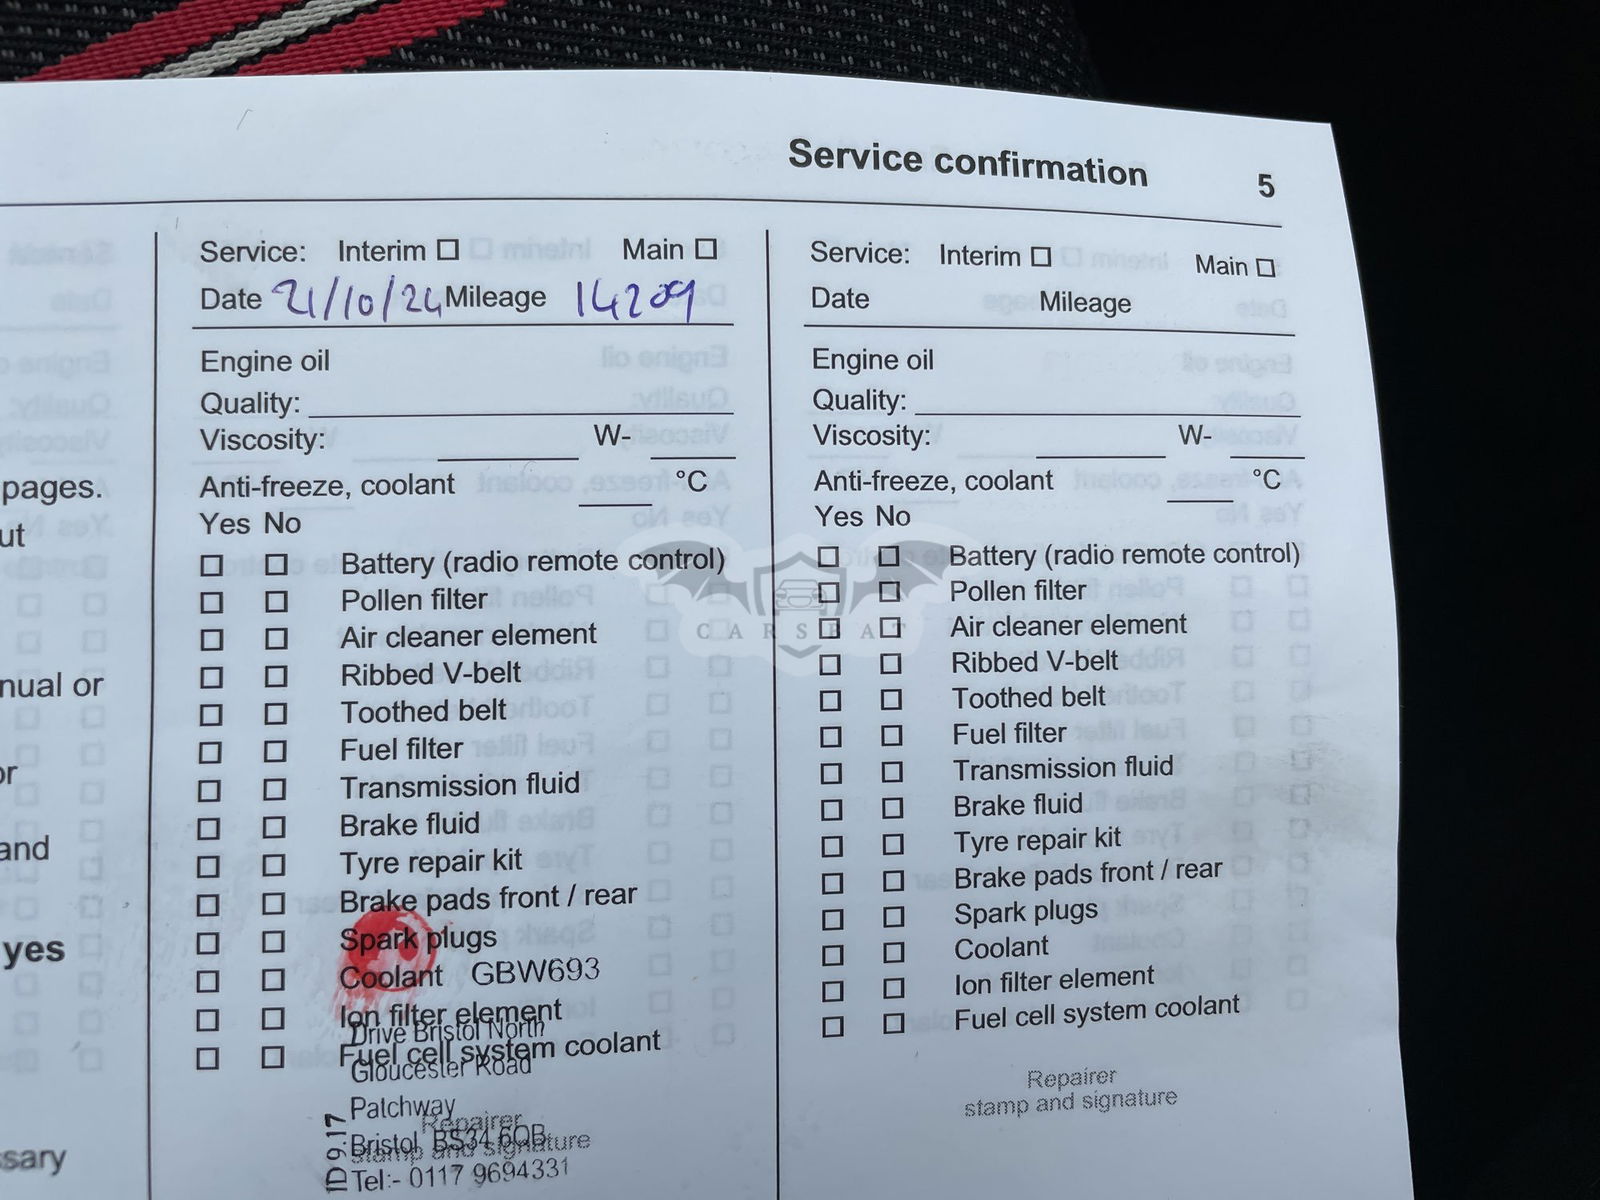 Service confirmation 5
pages.
ut
nual or
or
and
yes
ssary
Service: Interim Main
Date 21/10/24 Mileage 14209
Engine oil
Quality:
Viscosity: W-
Anti-freeze, coolant °C
Yes No
Battery (radio remote control)
Pollen filter
Air cleaner element
Ribbed V-belt
Toothed belt
Fuel filter
Transmission fluid
Brake fluid
Tyre repair kit
Brake pads front / rear
Spark plugs
Coolant GBW693
Ion filter element
Drive Bristol North
Fuel cell system coolant
Gloucester Road
Patchway
Repairer
Bristol BS34 6QB
stamp and signature
Tel:- 0117 9694331
ID 9.17
Service: Interim Main
Date Mileage
Engine oil
Quality:
Viscosity: W-
Anti-freeze, coolant °C
Yes No
Battery (radio remote control)
Pollen filter
Air cleaner element
Ribbed V-belt
Toothed belt
Fuel filter
Transmission fluid
Brake fluid
Tyre repair kit
Brake pads front / rear
Spark plugs
Coolant
Ion filter element
Fuel cell system coolant
Repairer
stamp and signature
CARSBAT